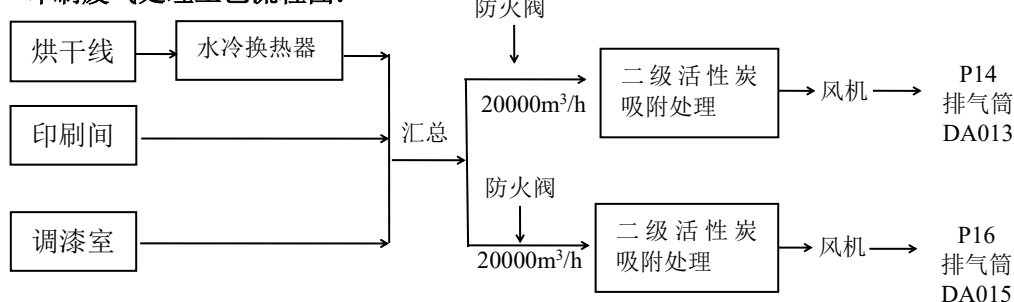 印刷废气处理工艺流程图：
防火阀
烘干线
水冷换热器
二级活性炭
吸附处理
风机
P14
排气筒
DA013
20000m³/h
印刷间
汇总
防火阀
调漆室
二级活性炭
吸附处理
风机
P16
排气筒
DA015
20000m³/h